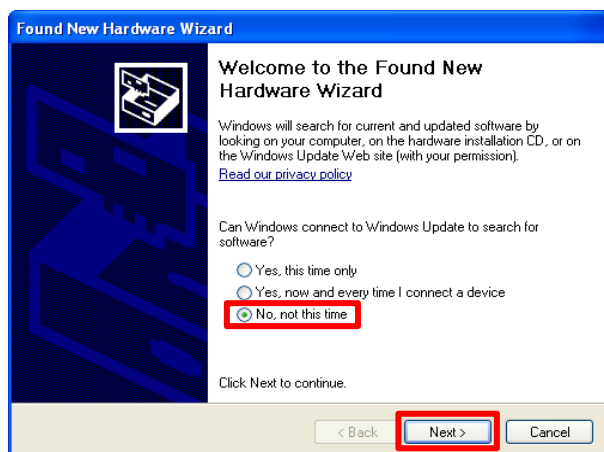 Found New Hardware Wizard
Welcome to the Found New
Hardware Wizard
Windows will search for current and updated software by
looking on your computer, on the hardware installation CD, or on
the Windows Update Web site (with your permission).
Read our privacy policy
Can Windows connect to Windows Update to search for
software?
Yes, this time only
Yes, now and every time I connect a device
No, not this time
Click Next to continue.
< Back
Next >
Cancel